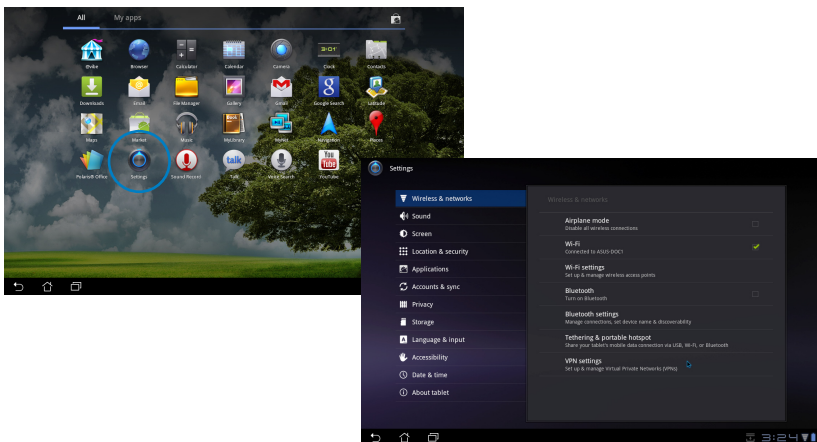 All My apps
@vibe Browser Calculator Calendar Camera Clock Contacts
Downloads Email File Manager Gallery Gmail Google Search Latitude
Maps Market Music MyLibrary MyNet Navigation Places
Polaris® Office Settings Sound Record Talk Voice Search YouTube
Settings
Wireless & networks
Sound
Screen
Location & security
Applications
Accounts & sync
Privacy
Storage
Language & input
Accessibility
Date & time
About tablet
Wireless & networks
Airplane mode
Disable all wireless connections
Wi-Fi
Connected to ASUS-DOC1
Wi-Fi settings
Set up & manage wireless access points
Bluetooth
Turn on Bluetooth
Bluetooth settings
Manage connections, set device name & discoverability
Tethering & portable hotspot
Share your tablet's mobile data connection via USB, Wi-Fi, or Bluetooth
VPN settings
Set up & manage Virtual Private Networks (VPNs)
3:24